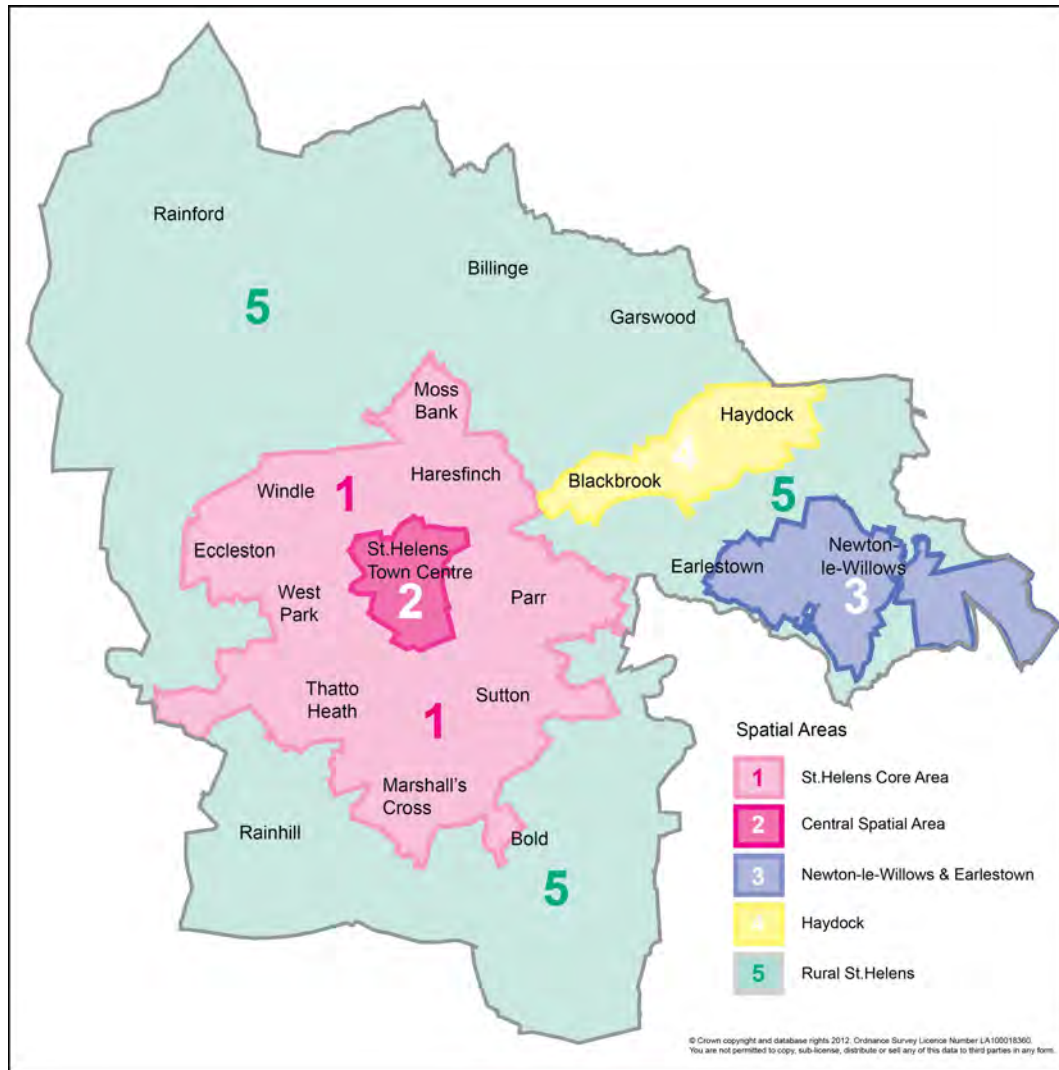 Rainford
Billinge
5
Garswood
Moss
Bank
Haydock
4
Haresfinch
Blackbrook
Windle
1
5
Eccleston
St.Helens
Town Centre
2
Earlestown
Newton-
le-Willows
3
West
Park
Parr
Thatto
Heath
Sutton
1
Marshall's
Cross
Rainhill
Bold
5
Spatial Areas
1 St.Helens Core Area
2 Central Spatial Area
3 Newton-le-Willows & Earlestown
4 Haydock
5 Rural St.Helens
© Crown copyright and database rights 2012. Ordnance Survey Licence Number LA100018360.
You are not permitted to copy, sub-license, distribute or sell any of this data to third parties in any form.